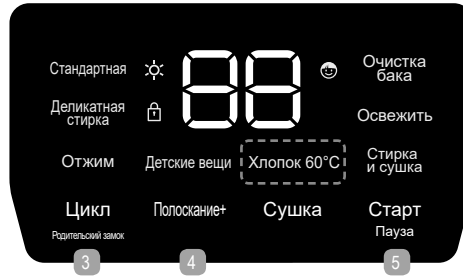 Стандартная
88
Очистка
бака
Деликатная
стирка
Освежить
Отжим
Детские вещи
Хлопок 60°C
Стирка
и сушка
Цикл
Полоскание+
Сушка
Старт
Родительский замок
Пауза
3
4
5